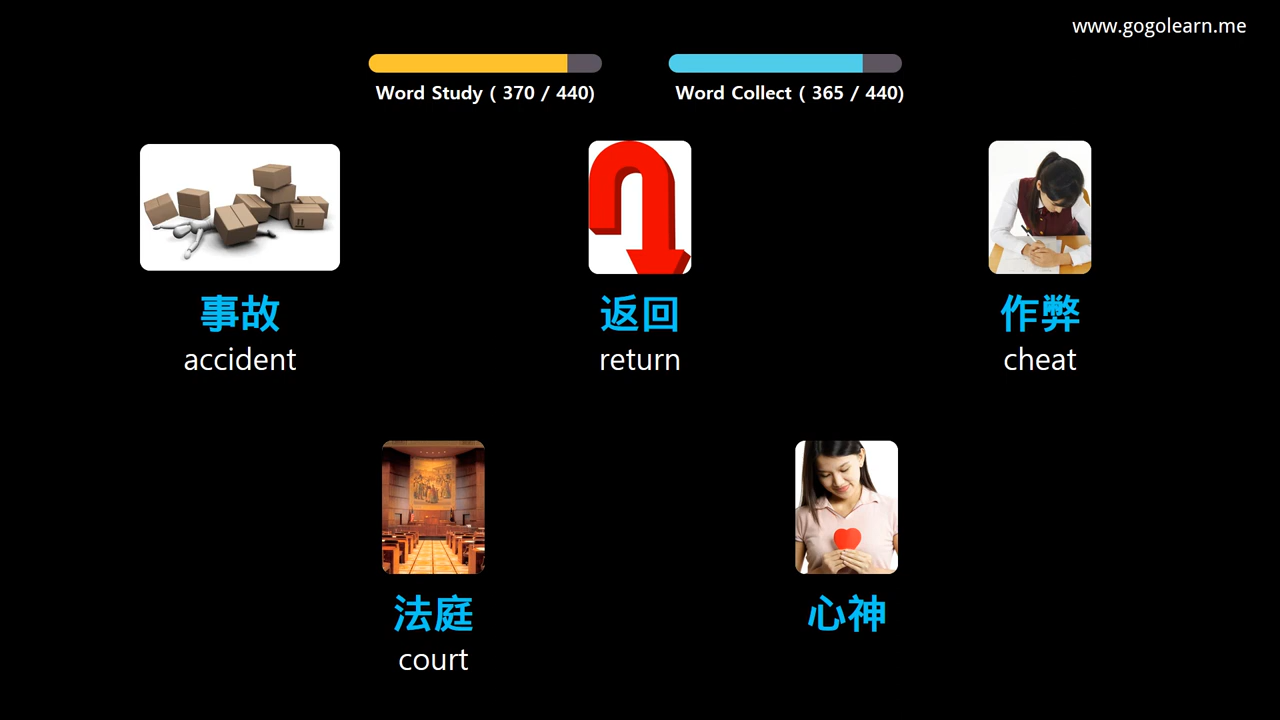 www.gogolearn.me
Word Study ( 370 / 440)
Word Collect ( 365 / 440)
事故
accident
返回
return
作弊
cheat
法庭
court
心神